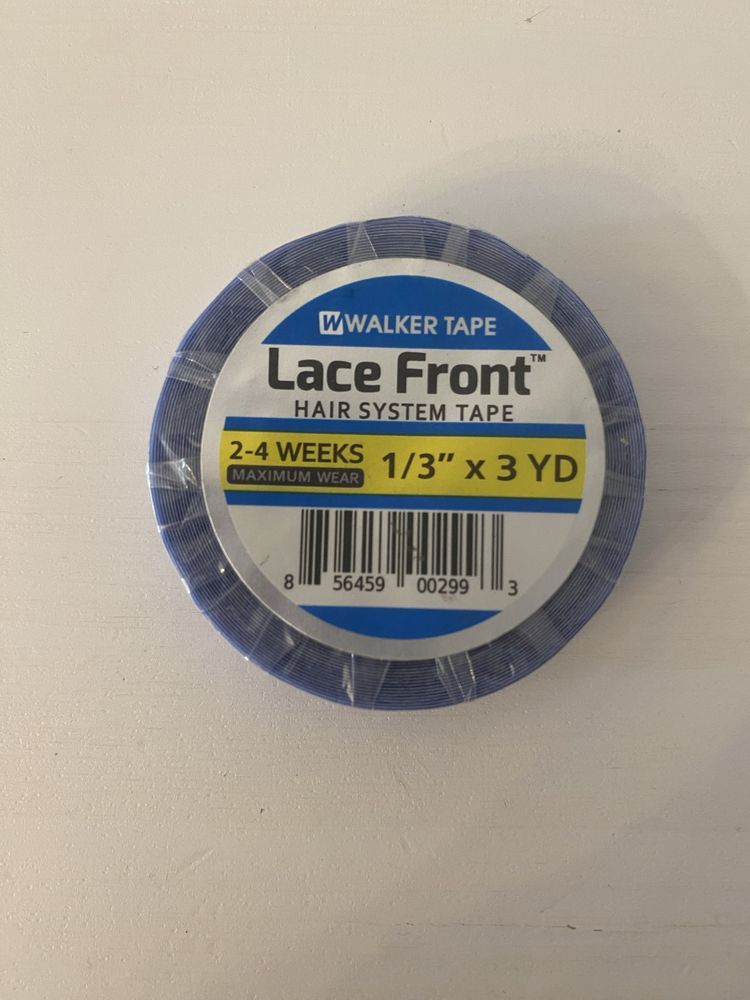 W WALKER TAPE
Lace Front™
HAIR SYSTEM TAPE
2-4 WEEKS
MAXIMUM WEAR
1/3” x 3 YD
8 56459 00299 3